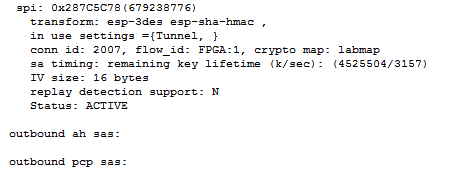 spi: 0x287C5C78(679238776)
transform: esp-3des esp-sha-hmac ,
in use settings ={Tunnel, }
conn id: 2007, flow_id: FPGA:1, crypto map: labmap
sa timing: remaining key lifetime (k/sec): (4525504/3157)
IV size: 16 bytes
replay detection support: N
Status: ACTIVE
outbound ah sas:
outbound pcp sas: